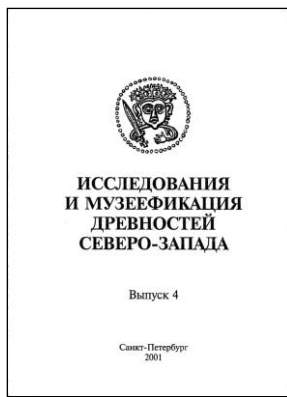 ИССЛЕДОВАНИЯ
И МУЗЕЕФИКАЦИЯ
ДРЕВНОСТЕЙ
СЕВЕРО-ЗАПАДА
Выпуск 4
Санкт-Петербург
2001